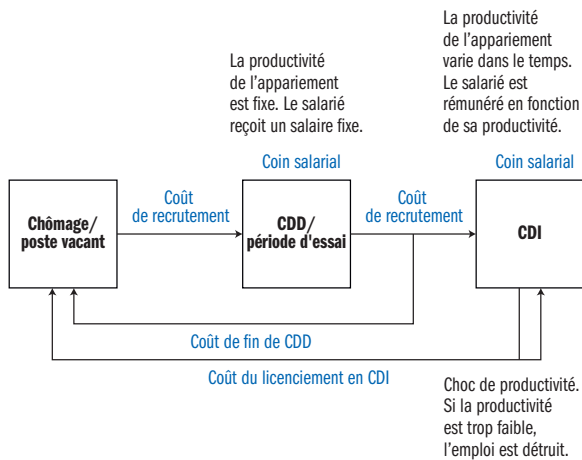 La productivité
de l'appariement
varie dans le temps.
Le salarié est
rémunéré en fonction
de sa productivité.
La productivité
de l'appariement
est fixe. Le salarié
reçoit un salaire fixe.
Coin salarial
Coin salarial
Chômage/
poste vacant
Coût
de recrutement
CDD/
période d'essai
Coût
de recrutement
CDI
Coût de fin de CDD
Coût du licenciement en CDI
Choc de productivité.
Si la productivité
est trop faible,
l'emploi est détruit.